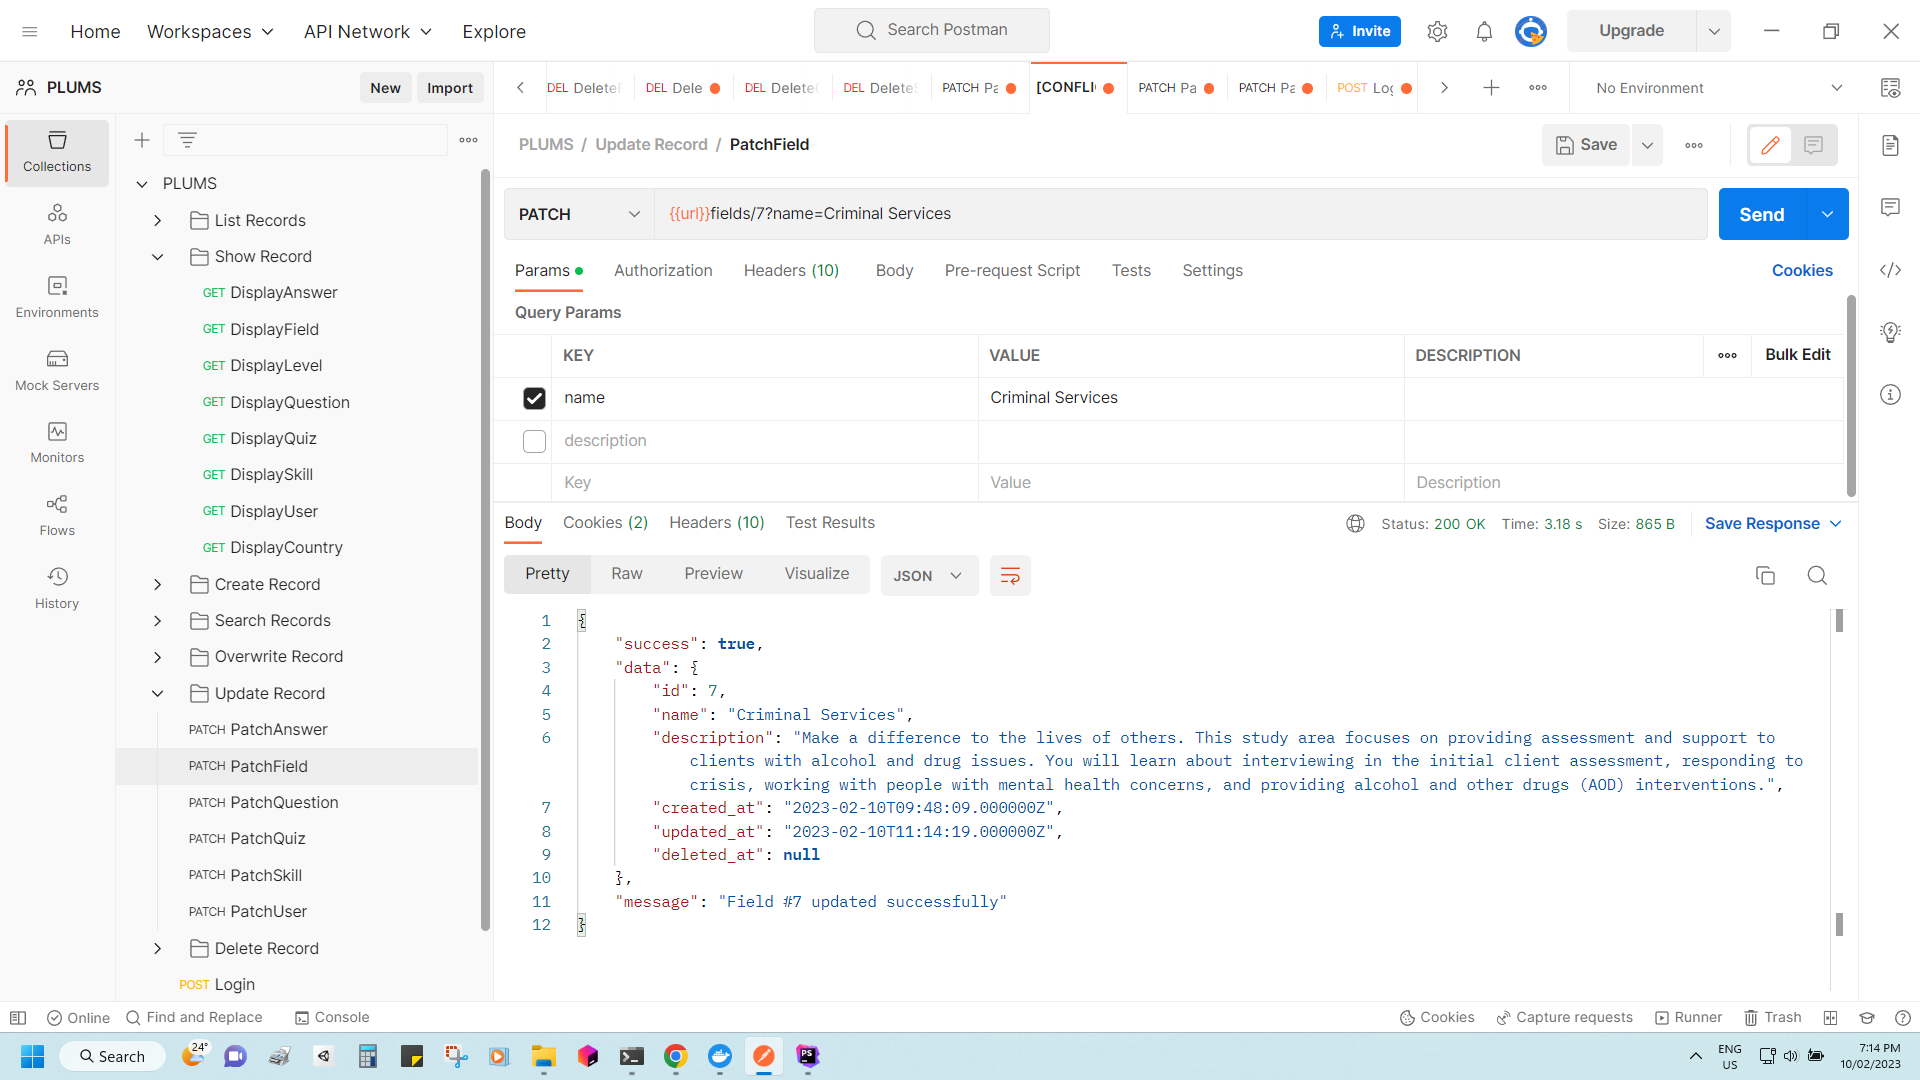 Home
Workspaces
API Network
Explore
Search Postman
Invite
Upgrade
PLUMS
New
Import
DEL Delete
DEL Dele
DEL Delete
DEL Delete
PATCH Pa
[CONFLI
PATCH Pa
PATCH Pa
POST Log
No Environment
Collections
APIs
Environments
Mock Servers
Monitors
Flows
History
PLUMS
List Records
Show Record
GET DisplayAnswer
GET DisplayField
GET DisplayLevel
GET DisplayQuestion
GET DisplayQuiz
GET DisplaySkill
GET DisplayUser
GET DisplayCountry
Create Record
Search Records
Overwrite Record
Update Record
PATCH PatchAnswer
PATCH PatchField
PATCH PatchQuestion
PATCH PatchQuiz
PATCH PatchSkill
PATCH PatchUser
Delete Record
POST Login
PLUMS / Update Record / PatchField
Save
PATCH
{{url}}fields/7?name=Criminal Services
Send
Params
Authorization
Headers (10)
Body
Pre-request Script
Tests
Settings
Cookies
Query Params
KEY VALUE DESCRIPTION Bulk Edit
name Criminal Services
description
Key Value Description
Body
Cookies (2)
Headers (10)
Test Results
Status: 200 OK Time: 3.18 s Size: 865 B
Save Response
Pretty
Raw
Preview
Visualize
JSON
1 {
2 "success": true,
3 "data": {
4 "id": 7,
5 "name": "Criminal Services",
6 "description": "Make a difference to the lives of others. This study area focuses on providing assessment and support to
clients with alcohol and drug issues. You will learn about interviewing in the initial client assessment, responding to
crisis, working with people with mental health concerns, and providing alcohol and other drugs (AOD) interventions.",
7 "created_at": "2023-02-10T09:48:09.000000Z",
8 "updated_at": "2023-02-10T11:14:19.000000Z",
9 "deleted_at": null
10 },
11 "message": "Field #7 updated successfully"
12 }
Online
Find and Replace
Console
Cookies
Capture requests
Runner
Trash
Search
24°
PS
ENG
US
7:14 PM
10/02/2023